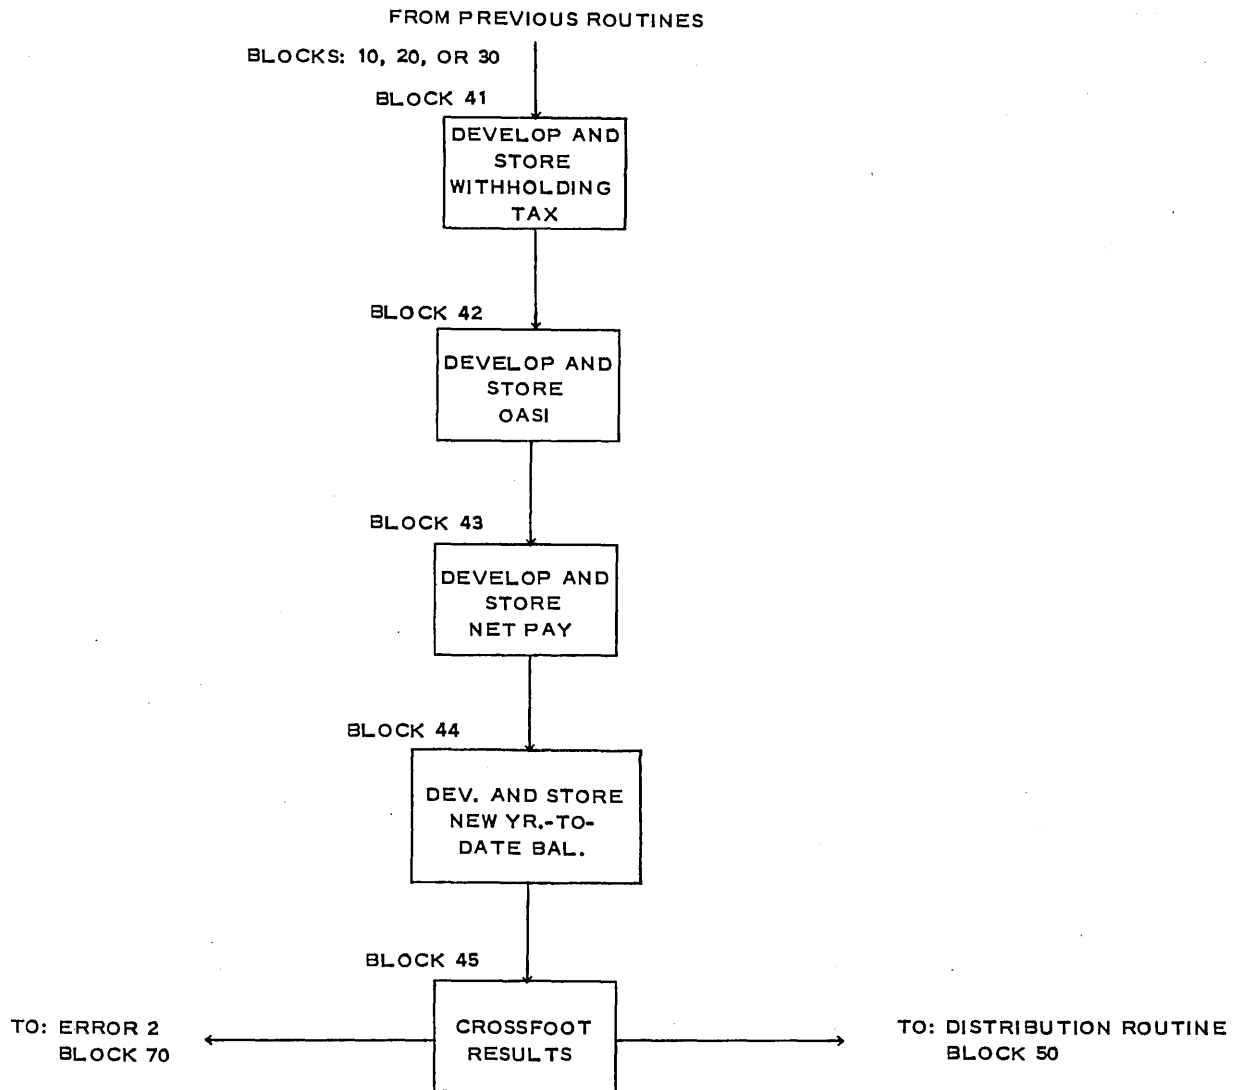 FROM PREVIOUS ROUTINES
BLOCKS: 10, 20, OR 30
BLOCK 41
DEVELOP AND
STORE
WITHHOLDING
TAX
BLOCK 42
DEVELOP AND
STORE
OASI
BLOCK 43
DEVELOP AND
STORE
NET PAY
BLOCK 44
DEV. AND STORE
NEW YR.-TO-
DATE BAL.
BLOCK 45
CROSSFOOT
RESULTS
TO: ERROR 2
BLOCK 70
TO: DISTRIBUTION ROUTINE
BLOCK 50